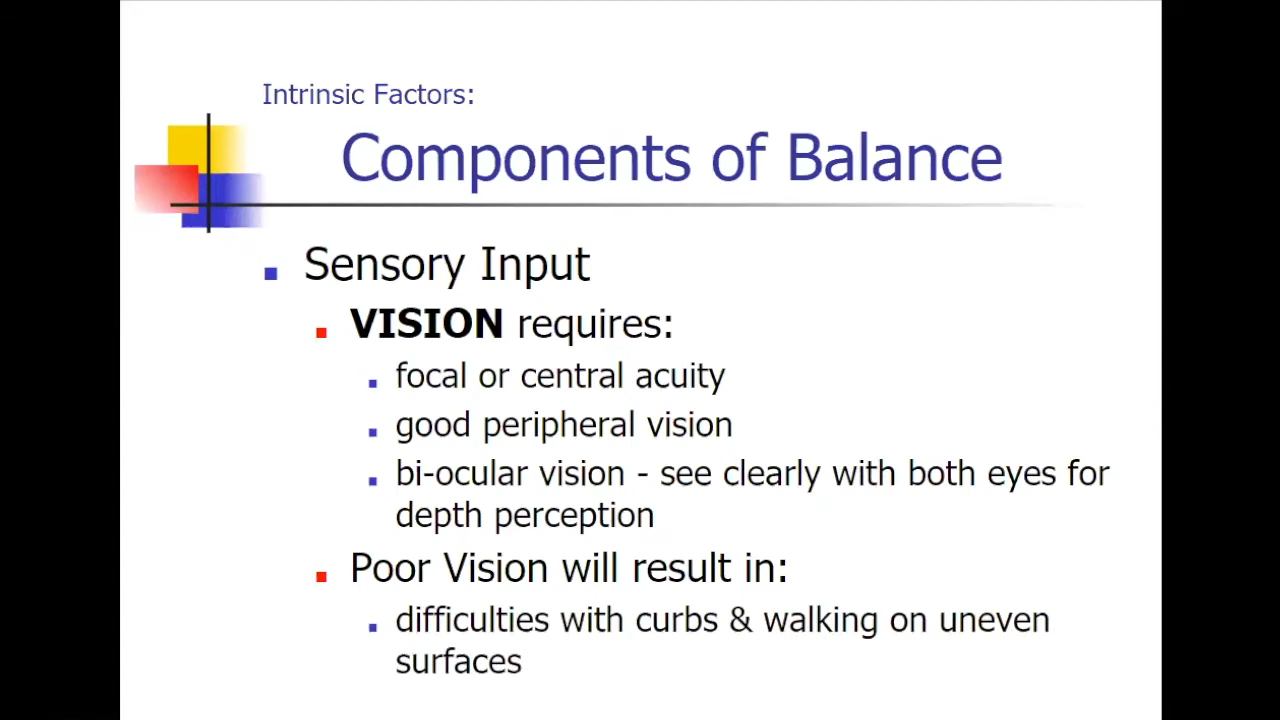 Intrinsic Factors:
Components of Balance
Sensory Input
VISION requires:
focal or central acuity
good peripheral vision
bi-ocular vision - see clearly with both eyes for
depth perception
Poor Vision will result in:
difficulties with curbs & walking on uneven
surfaces